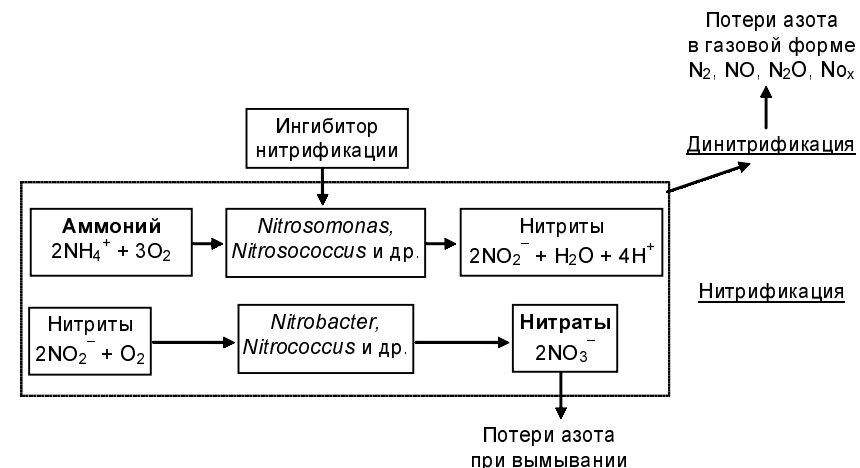 Потери азота
в газовой форме
N₂, NO, N₂O, Noₓ
Ингибитор
нитрификации
Динитрификация
Аммоний
2NH₄⁺ + 3O₂
Nitrosomonas,
Nitrosococcus и др.
Нитриты
2NO₂⁻ + H₂O + 4H⁺
Нитрификация
Нитриты
2NO₂⁻ + O₂
Nitrobacter,
Nitrococcus и др.
Нитраты
2NO₃⁻
Потери азота
при вымывании